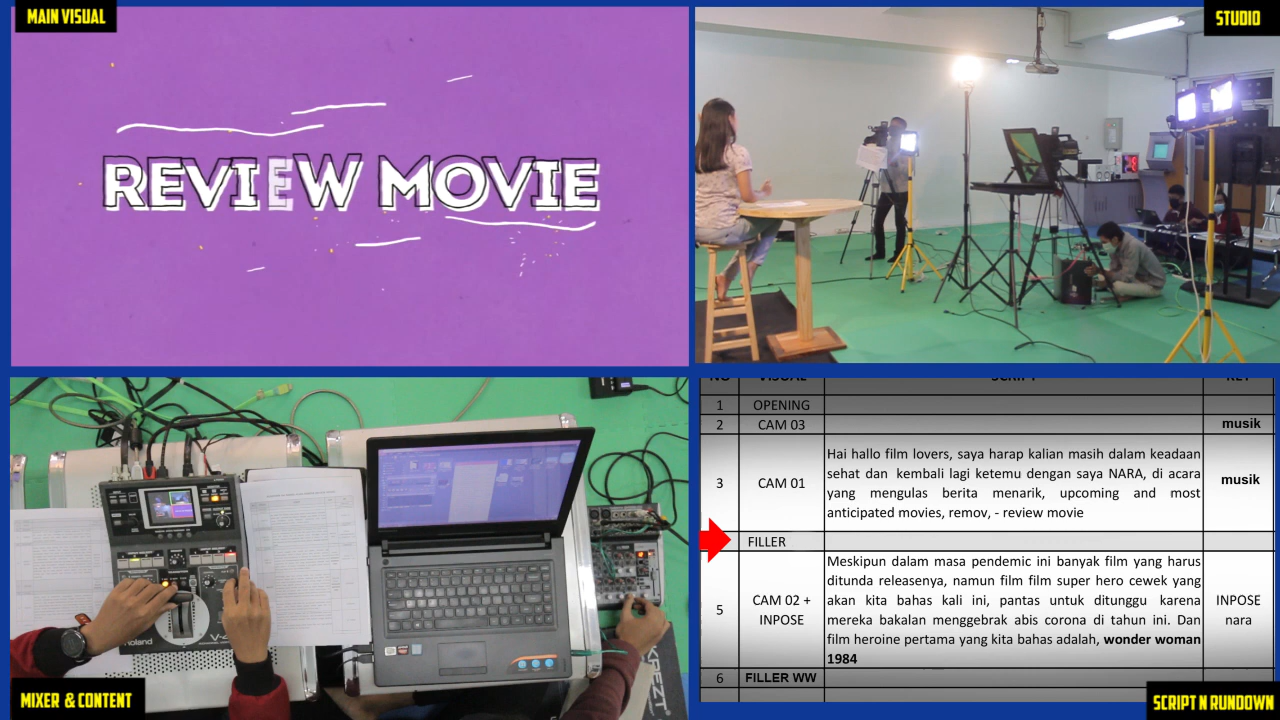 MAIN VISUAL
STUDIO
REVIEW MOVIE
Roland
MIXER & CONTENT
1 OPENING
2 CAM 03 musik
3 CAM 01 musik
Hai hallo film lovers, saya harap kalian masih dalam keadaan
sehat dan kembali lagi ketemu dengan saya NARA, di acara
yang mengulas berita menarik, upcoming and most
anticipated movies, remov, - review movie
FILLER
5 CAM 02 +
INPOSE
Meskipun dalam masa pandemic ini banyak film yang harus
ditunda releasenya, namun film film super hero cewek yang
akan kita bahas kali ini, pantas untuk ditunggu karena
mereka bakalan menggebrak abis corona di tahun ini. Dan
film heroine pertama yang kita bahas adalah, wonder woman
1984
INPOSE
nara
6 FILLER WW
SCRIPT N RUNDOWN